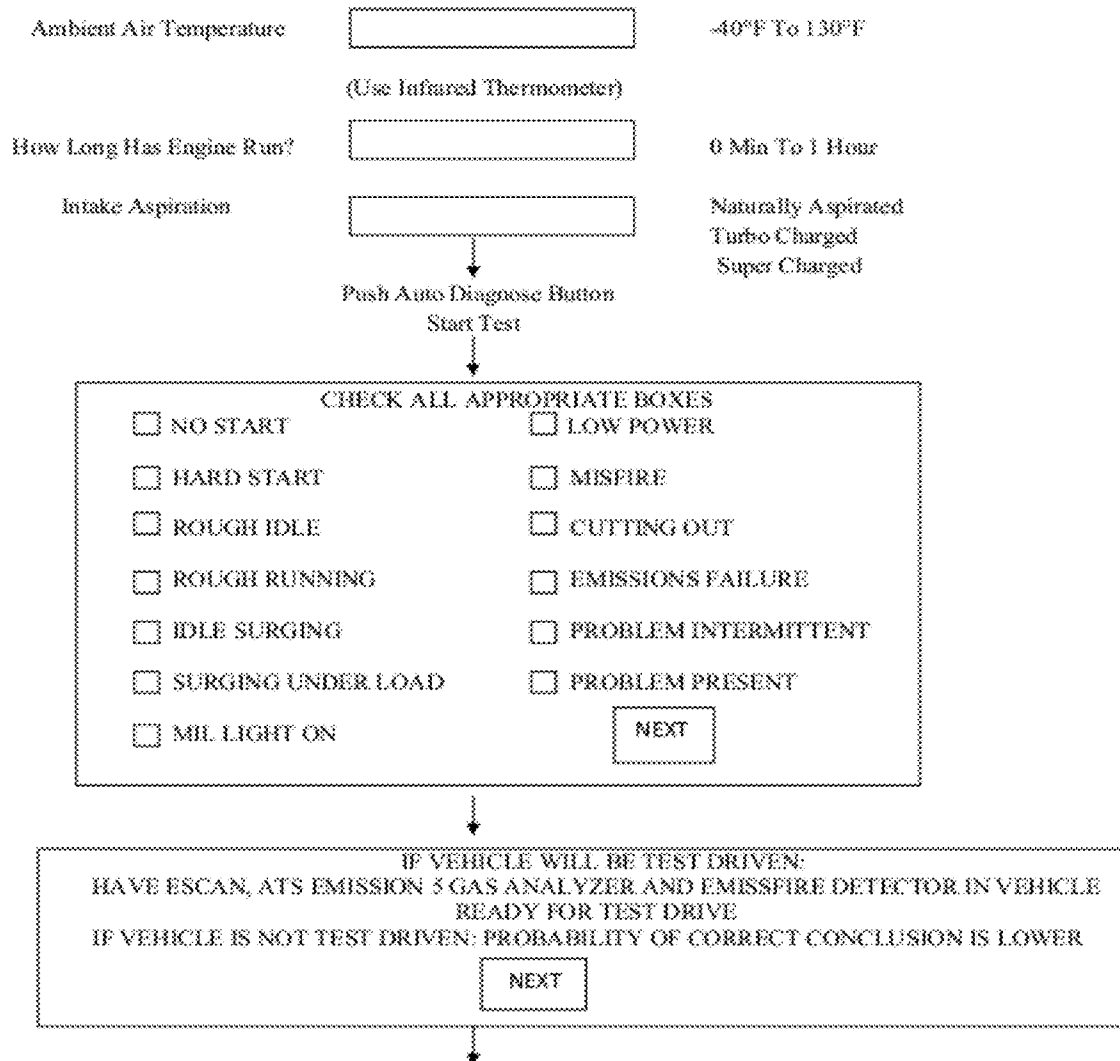 Ambient Air Temperature -40°F To 130°F
(Use Infrared Thermometer)
How Long Has Engine Run? 0 Min To 1 Hour
Intake Aspiration Naturally Aspirated
Turbo Charged
Super Charged
Push Auto Diagnose Button
Start Test
CHECK ALL APPROPRIATE BOXES
NO START LOW POWER
HARD START MISFIRE
ROUGH IDLE CUTTING OUT
ROUGH RUNNING EMISSIONS FAILURE
IDLE SURGING PROBLEM INTERMITTENT
SURGING UNDER LOAD PROBLEM PRESENT
MIL LIGHT ON NEXT
IF VEHICLE WILL BE TEST DRIVEN:
HAVE ESCAN, ATS EMISSION 5 GAS ANALYZER AND EMISSFIRE DETECTOR IN VEHICLE
READY FOR TEST DRIVE
IF VEHICLE IS NOT TEST DRIVEN: PROBABILITY OF CORRECT CONCLUSION IS LOWER
NEXT